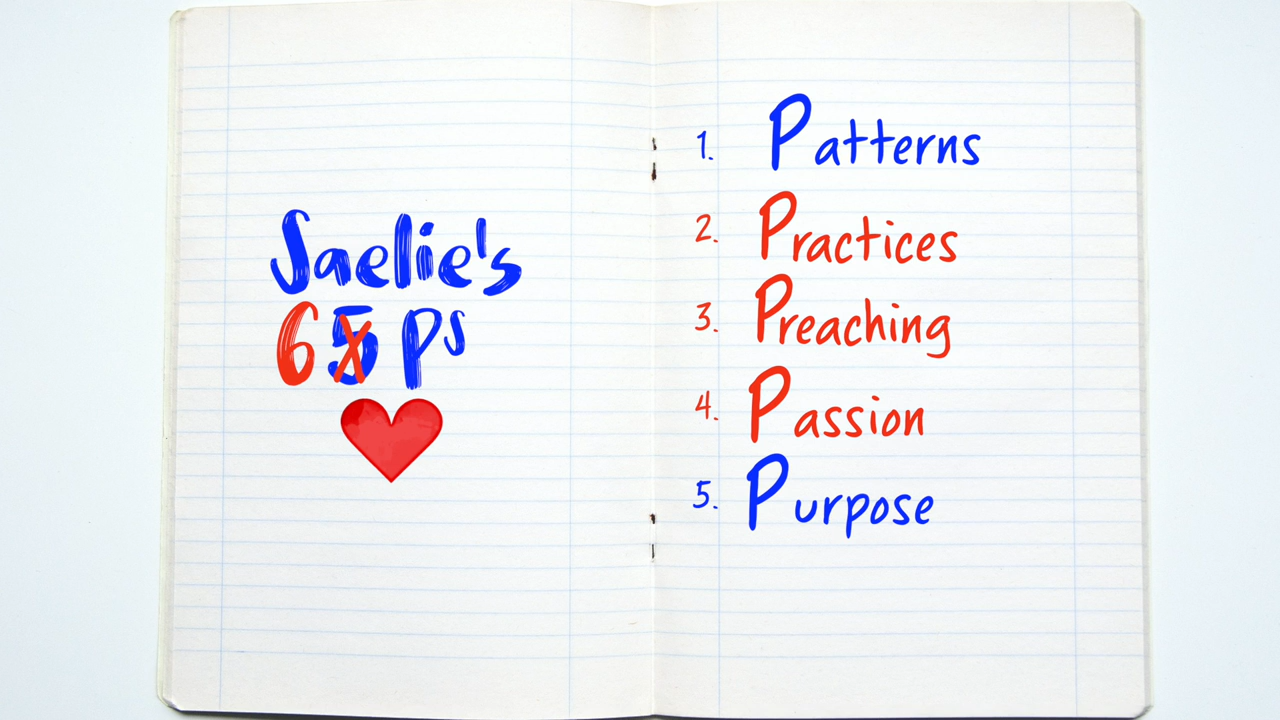 Saelie's
6 5 Ps
1. Patterns
2. Practices
3. Preaching
4. Passion
5. Purpose